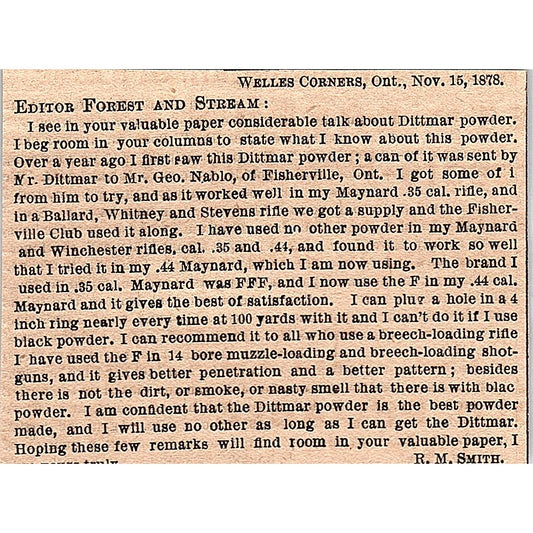 WELLES CORNERS, Ont., Nov. 15, 1878.
EDITOR FOREST AND STREAM:
I see in your valuable paper considerable talk about Dittmar powder.
I beg room in your columns to state what I know about this powder.
Over a year ago I first saw this Dittmar powder; a can of it was sent by
Mr. Dittmar to Mr. Geo. Nablo, of Fisherville, Ont. I got some of i
from him to try, and as it worked well in my Maynard .35 cal. rifle, and
in a Ballard, Whitney and Stevens rifle we got a supply and the Fisher-
ville Club used it along. I have used no other powder in my Maynard
and Winchester rifles, cal. .35 and .44, and found it to work so well
that I tried it in my .44 Maynard, which I am now using. The brand I
used in .35 cal. Maynard was FFF, and I now use the F in my .44 cal.
Maynard and it gives the best of satisfaction. I can plug a hole in a 4
inch ring nearly every time at 100 yards with it and I can't do it if I use
black powder. I can recommend it to all who use a breech-loading rifle
I have used the F in 14 bore muzzle-loading and breech-loading shot-
guns, and it gives better penetration and a better pattern; besides
there is not the dirt, or smoke, or nasty smell that there is with blac
powder. I am confident that the Dittmar powder is the best powder
made, and I will use no other as long as I can get the Dittmar.
Hoping these few remarks will find room in your valuable paper, I
yours truly R. M. SMITH.